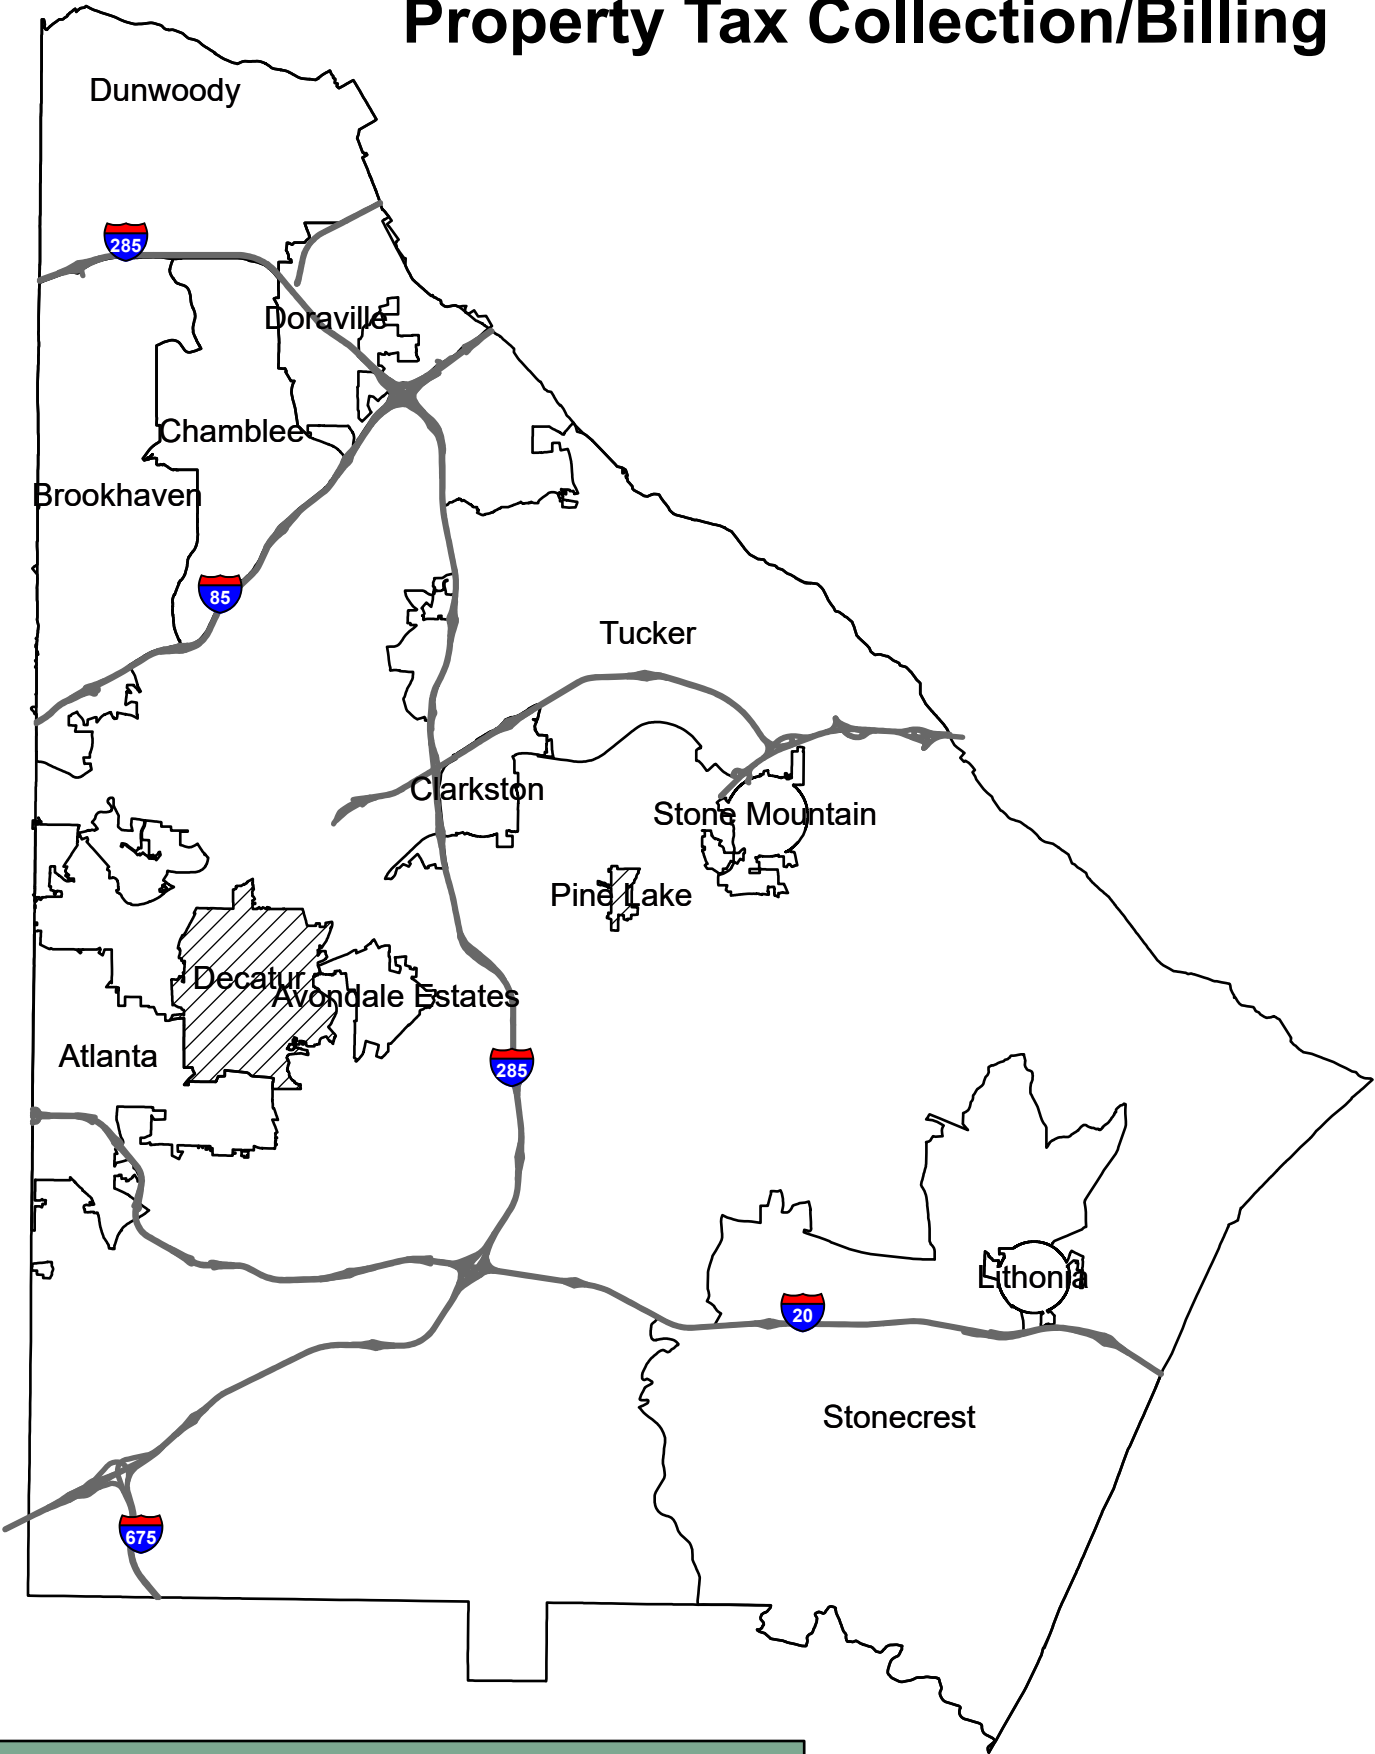 Property Tax Collection/Billing
Dunwoody
285
Doraville
Chamblee
Brookhaven
85
Tucker
Clarkston
Stone Mountain
Pine Lake
Decatur
Avondale Estates
Atlanta
285
Lithonia
20
Stonecrest
675